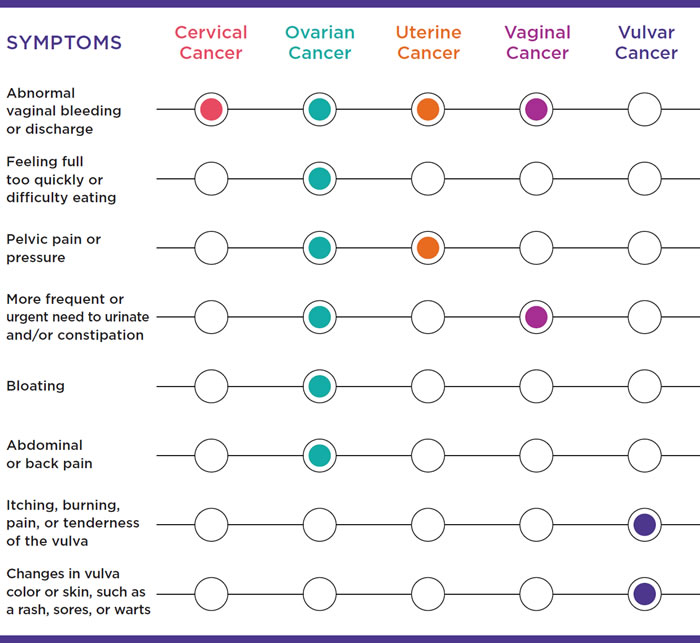 SYMPTOMS
Cervical
Cancer
Ovarian
Cancer
Uterine
Cancer
Vaginal
Cancer
Vulvar
Cancer
Abnormal
vaginal bleeding
or discharge
Feeling full
too quickly or
difficulty eating
Pelvic pain or
pressure
More frequent or
urgent need to urinate
and/or constipation
Bloating
Abdominal
or back pain
Itching, burning,
pain, or tenderness
of the vulva
Changes in vulva
color or skin, such as
a rash, sores, or warts